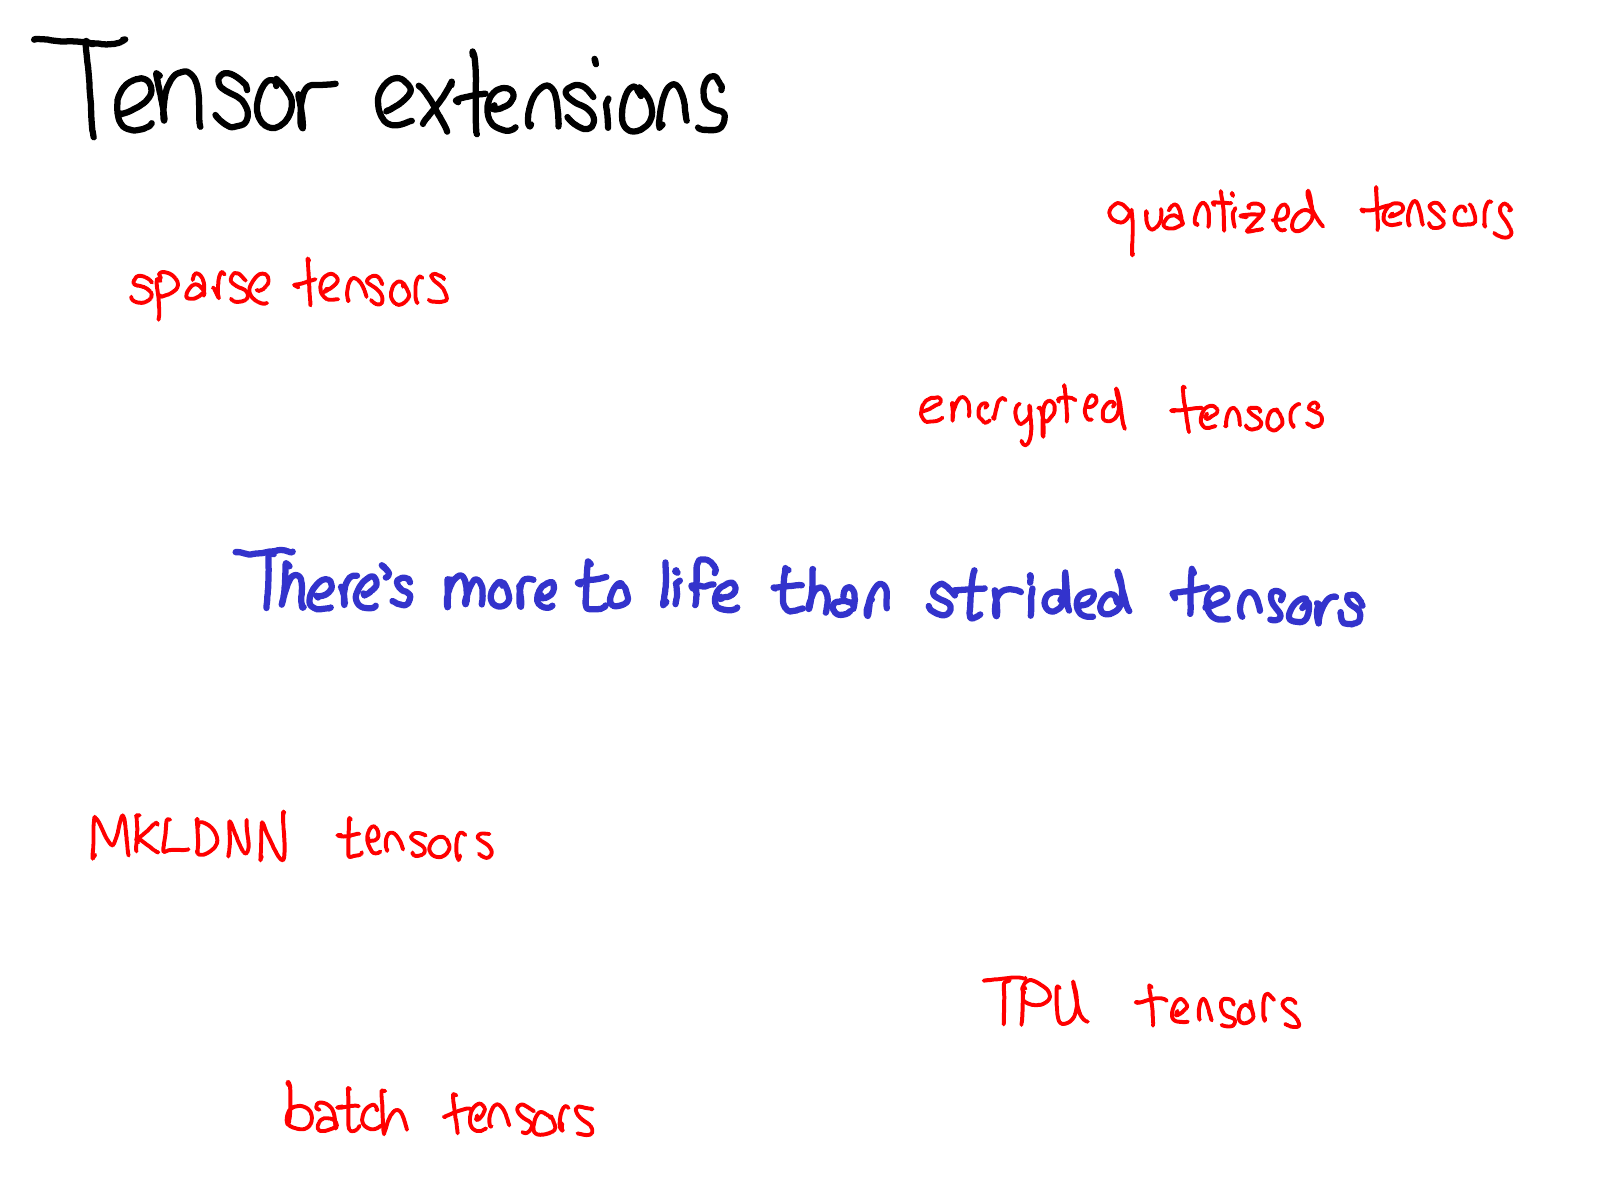 Tensor extensions
quantized tensors
sparse tensors
encrypted tensors
There's more to life than strided tensors
MKLDNN tensors
TPU tensors
batch tensors